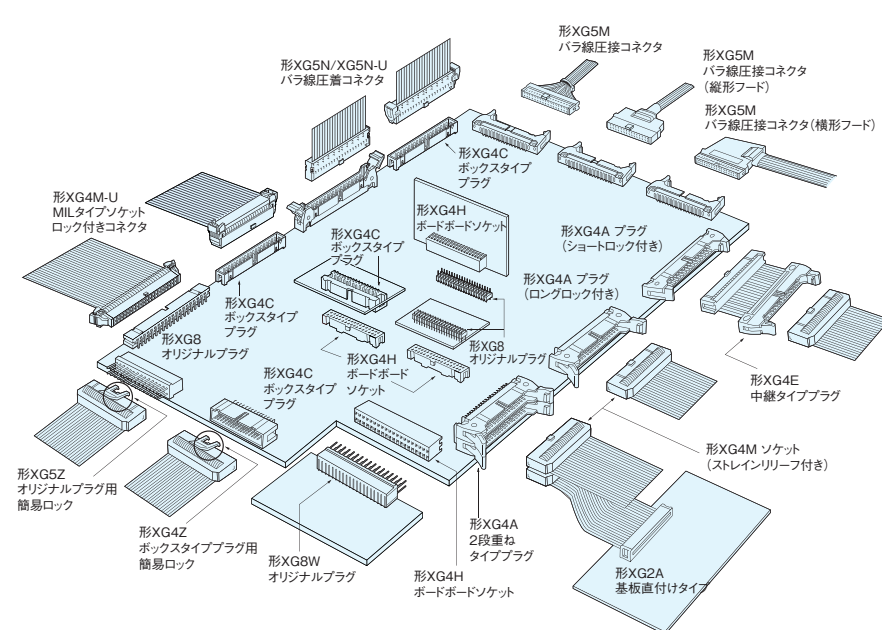 形XG5M
バラ線圧接コネクタ
形XG5N/XG5N-U
バラ線圧着コネクタ
形XG5M
バラ線圧接コネクタ
（縦形フード）
形XG5M
バラ線圧接コネクタ（横形フード）
形XG4C
ボックスタイプ
プラグ
形XG4M-U
MILタイプソケット
ロック付きコネクタ
形XG4H
ボードボードソケット
形XG4C
ボックスタイプ
プラグ
形XG4A プラグ
（ショートロック付き）
形XG4A プラグ
（ロングロック付き）
形XG4C
ボックスタイプ
プラグ
形XG8
オリジナルプラグ
形XG8
オリジナルプラグ
形XG4H
ボードボード
ソケット
形XG4C
ボックスタイプ
プラグ
形XG4E
中継タイププラグ
形XG4M ソケット
（ストレインリリーフ付き）
形XG5Z
オリジナルプラグ用
簡易ロック
形XG4Z
ボックスタイププラグ用
簡易ロック
形XG8W
オリジナルプラグ
形XG4A
2段重ね
タイププラグ
形XG4H
ボードボードソケット
形XG2A
基板直付けタイプ